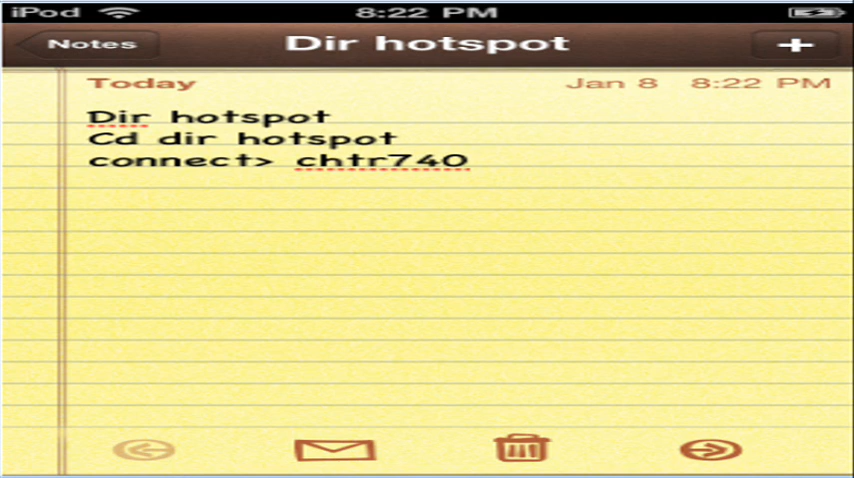 iPod 8:22 PM
Notes Dir hotspot +
Today Jan 8 8:22 PM
Dir hotspot
Cd dir hotspot
connect> chtr740